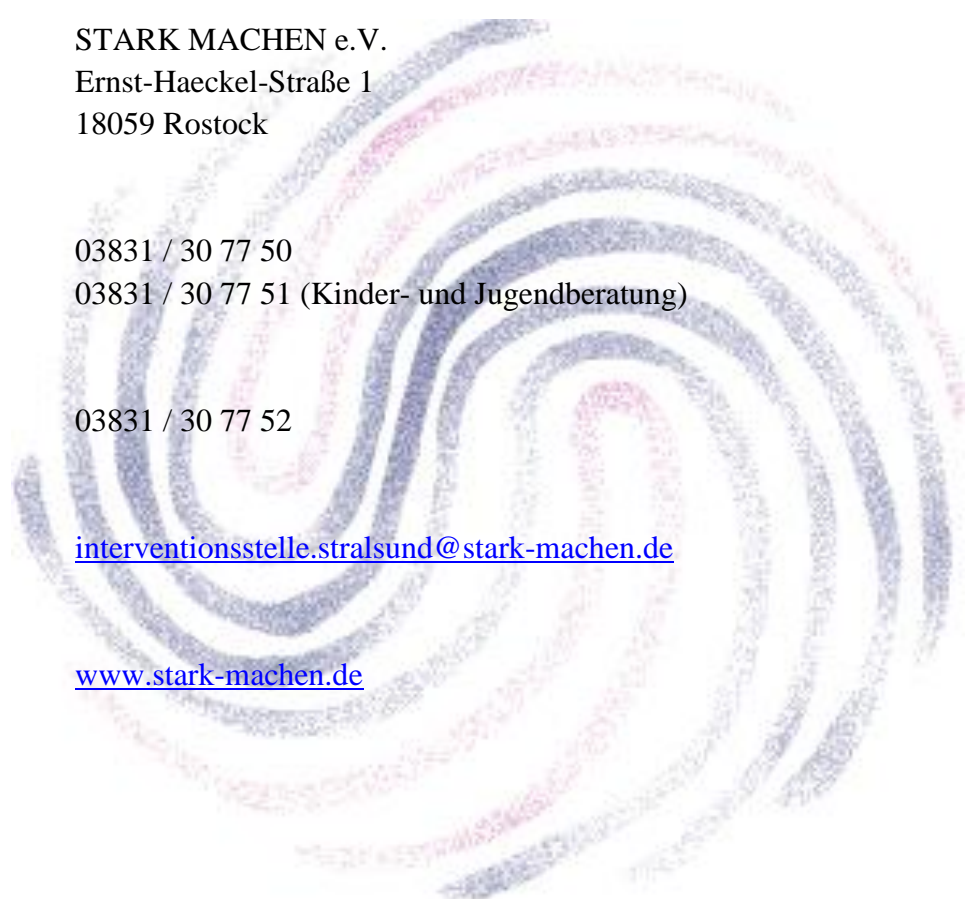 STARK MACHEN e.V.
Ernst-Haeckel-Straße 1
18059 Rostock
03831 / 30 77 50
03831 / 30 77 51 (Kinder- und Jugendberatung)
03831 / 30 77 52
interventionsstelle.stralsund@stark-machen.de
www.stark-machen.de